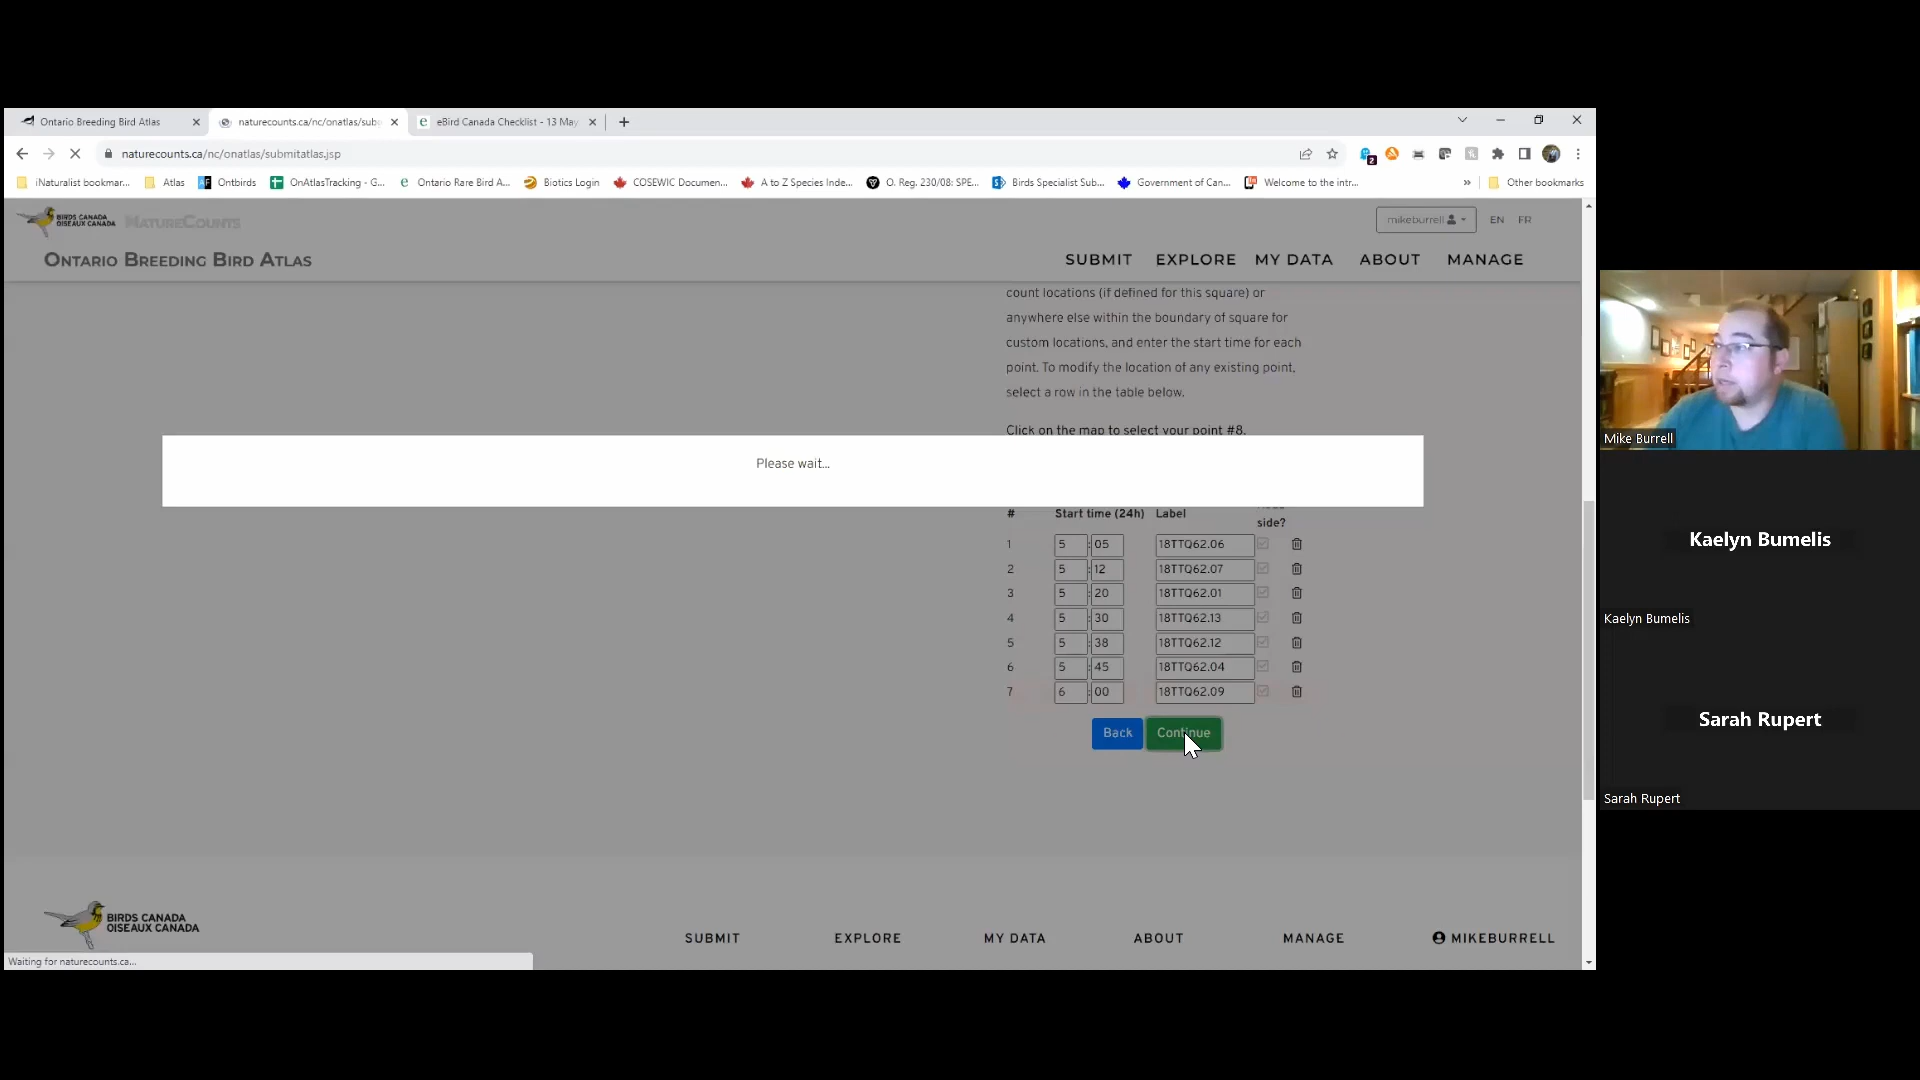 Ontario Breeding Bird Atlas
naturecounts.ca/nc/onatlas/sub
eBird Canada Checklist - 13 May
naturecounts.ca/nc/onatlas/submitatlas.jsp
2
iNaturalist bookmar...
Atlas
Ontbirds
OnAtlasTracking - G...
Ontario Rare Bird A...
Biotics Login
COSEWIC Documen...
A to Z Species Inde...
O. Reg. 230/08: SPE...
Birds Specialist Sub...
Government of Can...
Welcome to the intr...
»
Other bookmarks
BIRDS CANADA
OISEAUX CANADA
NATURECOUNTS
mikeburrell
EN
FR
ONTARIO BREEDING BIRD ATLAS
SUBMIT
EXPLORE
MY DATA
ABOUT
MANAGE
count locations (if defined for this square) or
anywhere else within the boundary of square for
custom locations, and enter the start time for each
point. To modify the location of any existing point,
select a row in the table below.
Click on the map to select your point #8.
Please wait...
# Start time (24h) Label side?
1 5 : 05 18TTQ62.06
2 5 : 12 18TTQ62.07
3 5 : 20 18TTQ62.01
4 5 : 30 18TTQ62.13
5 5 : 38 18TTQ62.12
6 5 : 45 18TTQ62.04
7 6 : 00 18TTQ62.09
Back
Continue
BIRDS CANADA
OISEAUX CANADA
SUBMIT
EXPLORE
MY DATA
ABOUT
MANAGE
MIKEBURRELL
Waiting for naturecounts.ca...
Mike Burrell
Kaelyn Bumelis
Kaelyn Bumelis
Sarah Rupert
Sarah Rupert